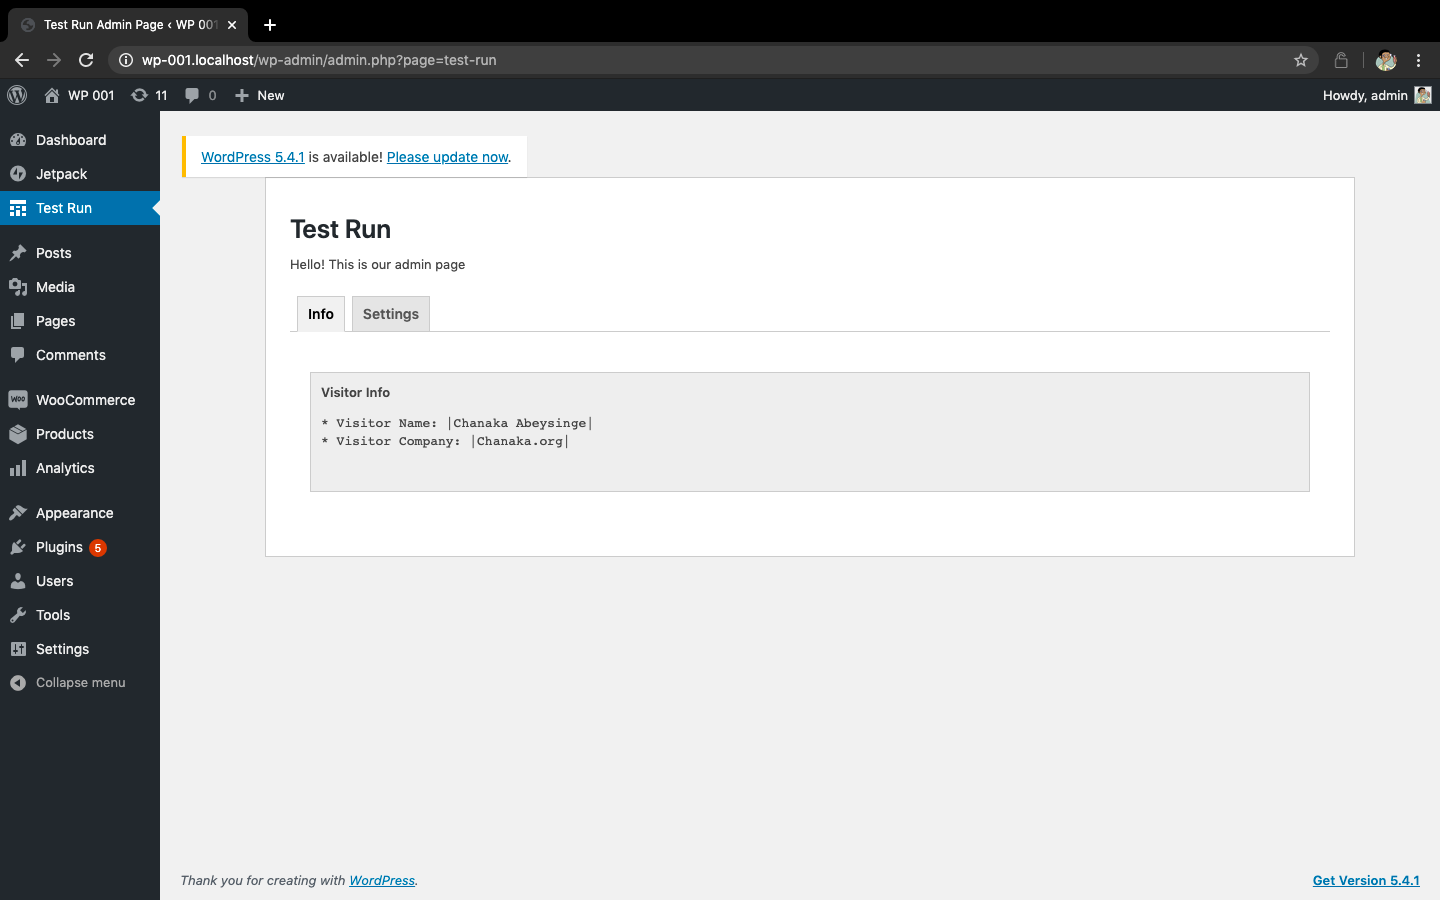 Test Run Admin Page ‹ WP 001
wp-001.localhost/wp-admin/admin.php?page=test-run
WP 001 11 0 New Howdy, admin
Dashboard
Jetpack
Test Run
Posts
Media
Pages
Comments
WOO WooCommerce
Products
Analytics
Appearance
Plugins 5
Users
Tools
Settings
Collapse menu
WordPress 5.4.1 is available! Please update now.
Test Run
Hello! This is our admin page
Info Settings
Visitor Info
* Visitor Name: |Chanaka Abeysinge|
* Visitor Company: |Chanaka.org|
Thank you for creating with WordPress. Get Version 5.4.1